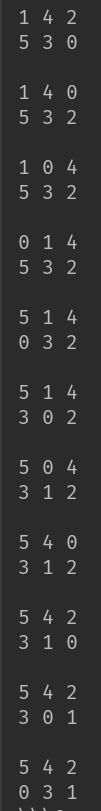 1 4 2
5 3 0

1 4 0
5 3 2

1 0 4
5 3 2

0 1 4
5 3 2

5 1 4
0 3 2

5 1 4
3 0 2

5 0 4
3 1 2

5 4 0
3 1 2

5 4 2
3 1 0

5 4 2
3 0 1

5 4 2
0 3 1